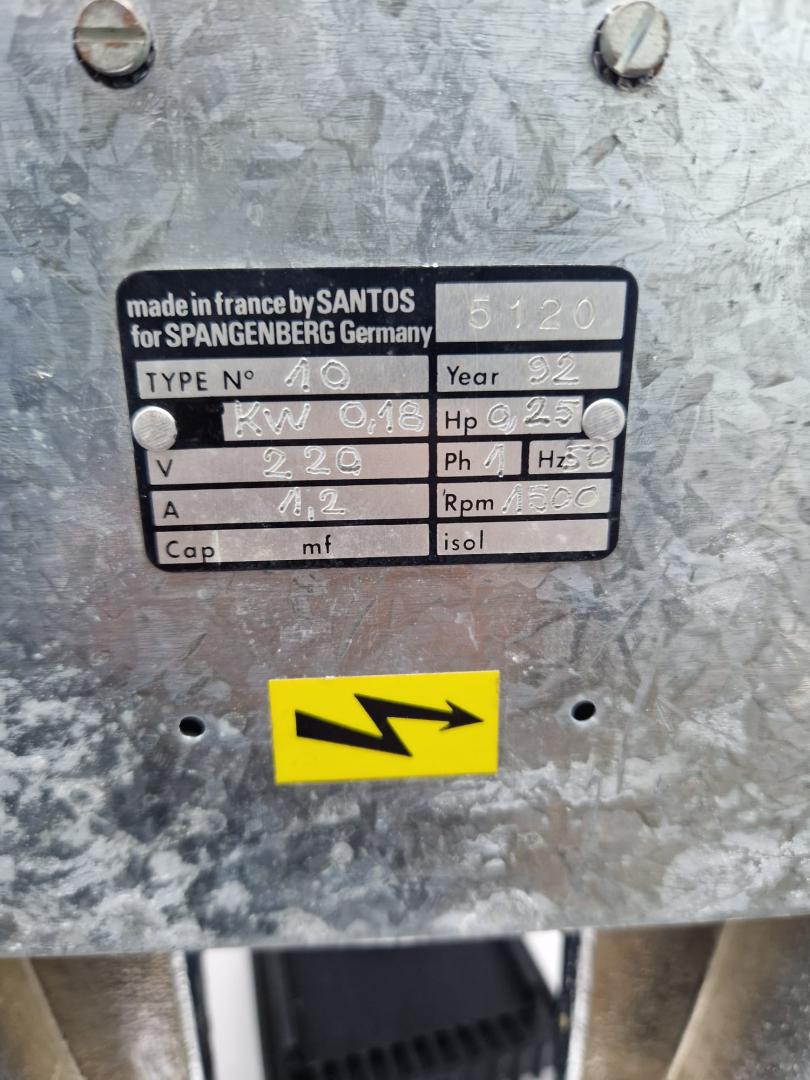 made in france by SANTOS
for SPANGENBERG Germany
5120
TYPE Nº 10
Year 92
KW 0,18
Hp 0,25
V 220
Ph 1
Hz 50
A 1,2
Rpm 1500
Cap mf
isol